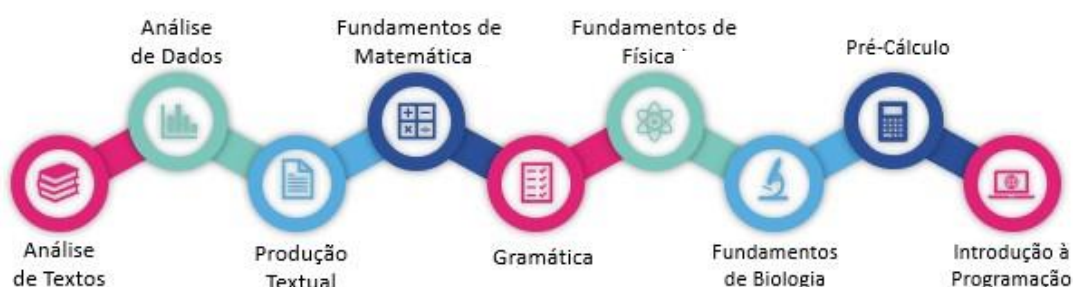 Análise
de Dados
Fundamentos de
Matemática
Fundamentos de
Física
Pré-Cálculo
Análise
de Textos
Produção
Textual
Gramática
Fundamentos
de Biologia
Introdução à
Programação